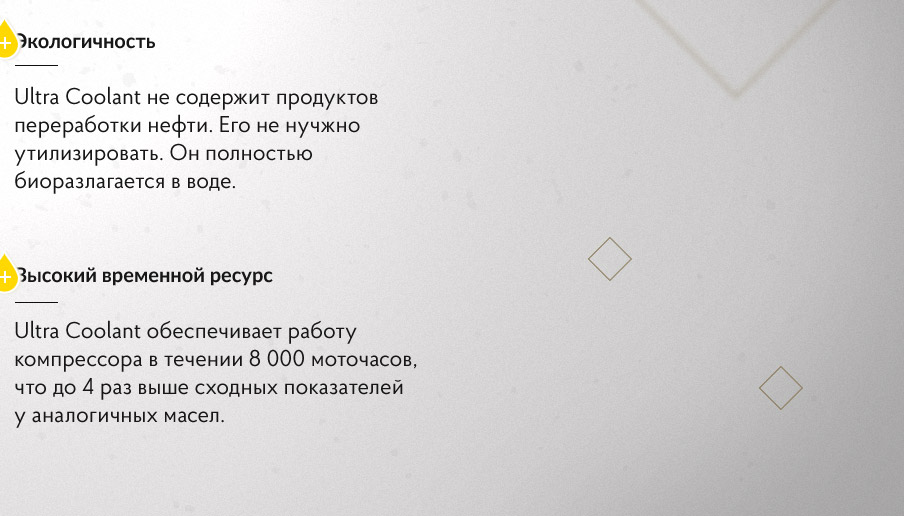 Экологичность
Ultra Coolant не содержит продуктов
переработки нефти. Его не нучжно
утилизировать. Он полностью
биоразлагается в воде.
Высокий временной ресурс
Ultra Coolant обеспечивает работу
компрессора в течении 8 000 моточасов,
что до 4 раз выше сходных показателей
у аналогичных масел.